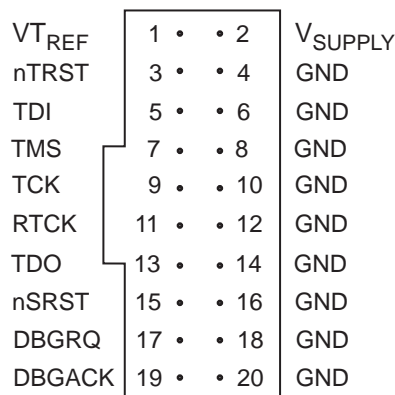 VTREF 1 • • 2 VSUPPLY
nTRST 3 • • 4 GND
TDI 5 • • 6 GND
TMS 7 • • 8 GND
TCK 9 • • 10 GND
RTCK 11 • • 12 GND
TDO 13 • • 14 GND
nSRST 15 • • 16 GND
DBGRQ 17 • • 18 GND
DBGACK 19 • • 20 GND